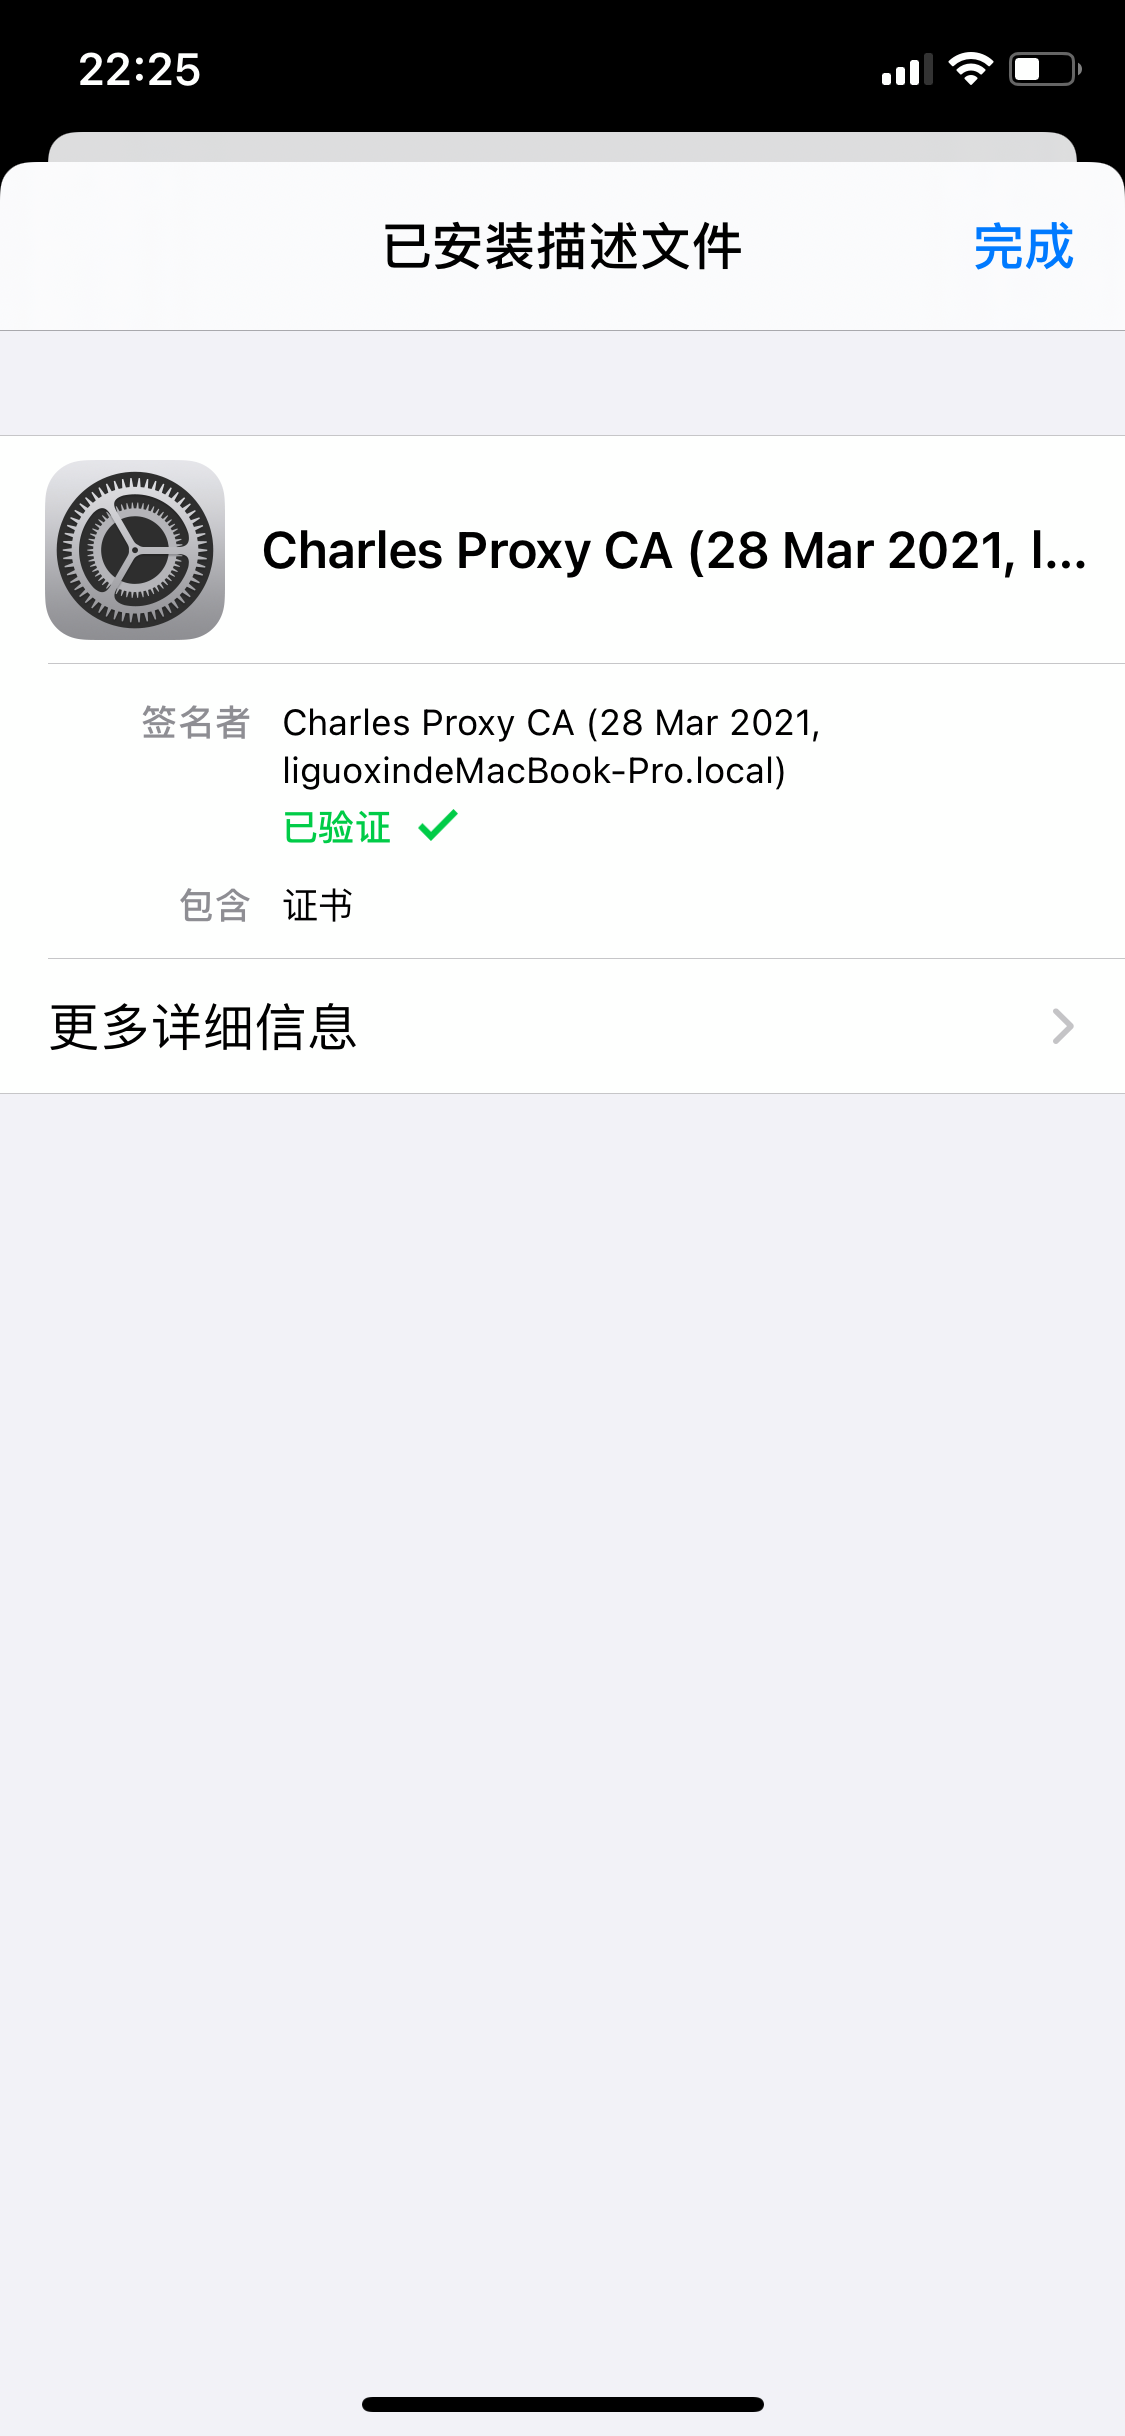 22:25
已安装描述文件
完成
Charles Proxy CA (28 Mar 2021, l...
签名者
Charles Proxy CA (28 Mar 2021,
liguoxindeMacBook-Pro.local)
已验证
包含
证书
更多详细信息